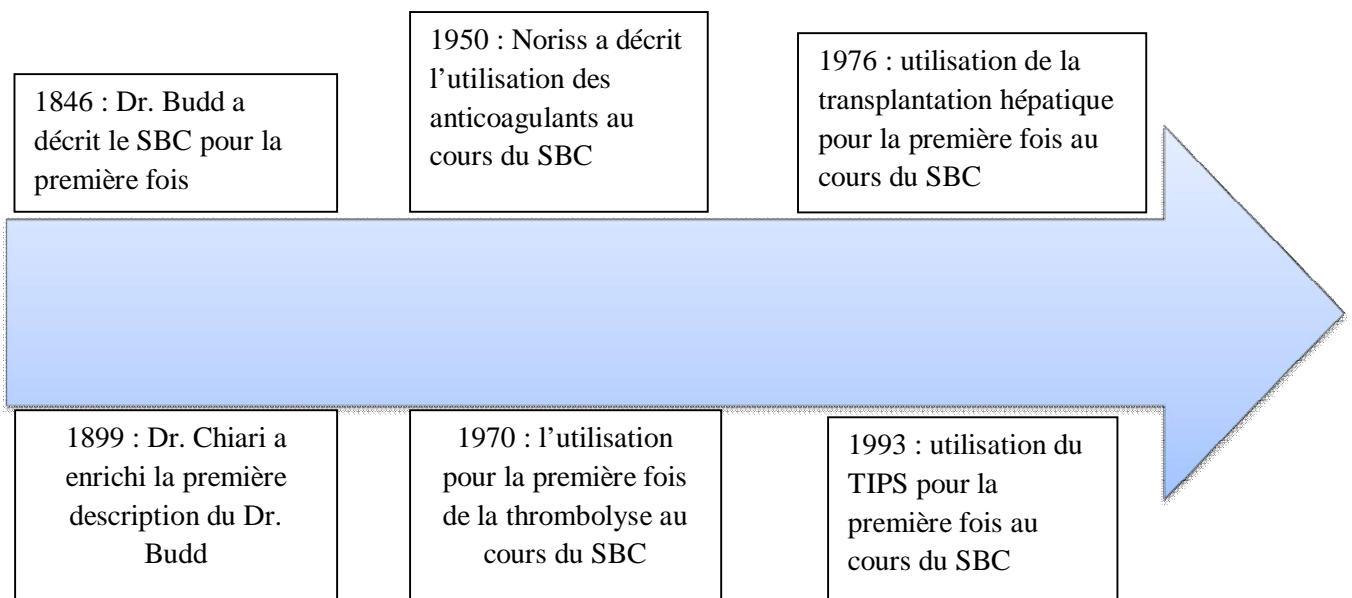 1846 : Dr. Budd a
décrit le SBC pour la
première fois
1950 : Noriss a décrit
l’utilisation des
anticoagulants au
cours du SBC
1976 : utilisation de la
transplantation hépatique
pour la première fois au
cours du SBC
1899 : Dr. Chiari a
enrichi la première
description du Dr.
Budd
1970 : l’utilisation
pour la première fois
de la thrombolyse au
cours du SBC
1993 : utilisation du
TIPS pour la
première fois au
cours du SBC